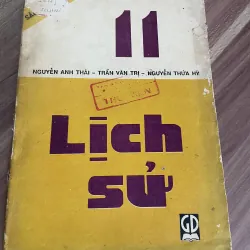 11
NGUYỄN ANH THÁI - TRẦN VĂN TRỊ - NGUYỄN THỪA HỶ
Lịch
sử
GD